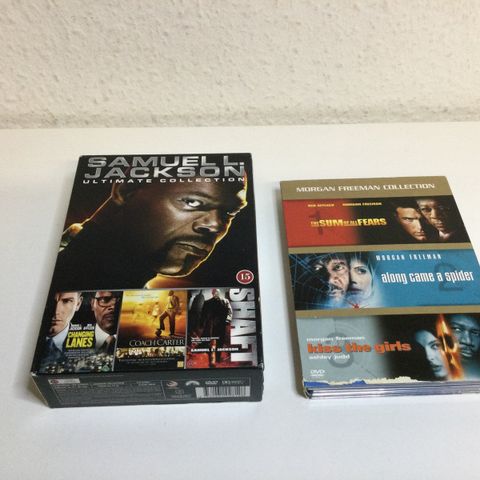 SAMUEL L.
JACKSON
ULTIMATE COLLECTION
15
CHANGING
LANES
COACH CARTER
SAMUEL L JACKSON
SHAFT
MORGAN FREEMAN COLLECTION
BEN AFFLECK MORGAN FREEMAN
1
THE SUM OF ALL FEARS
MORGAN FREEMAN
2
along came a spider
morgan freeman
3
kiss the girls
ashley judd
DVD